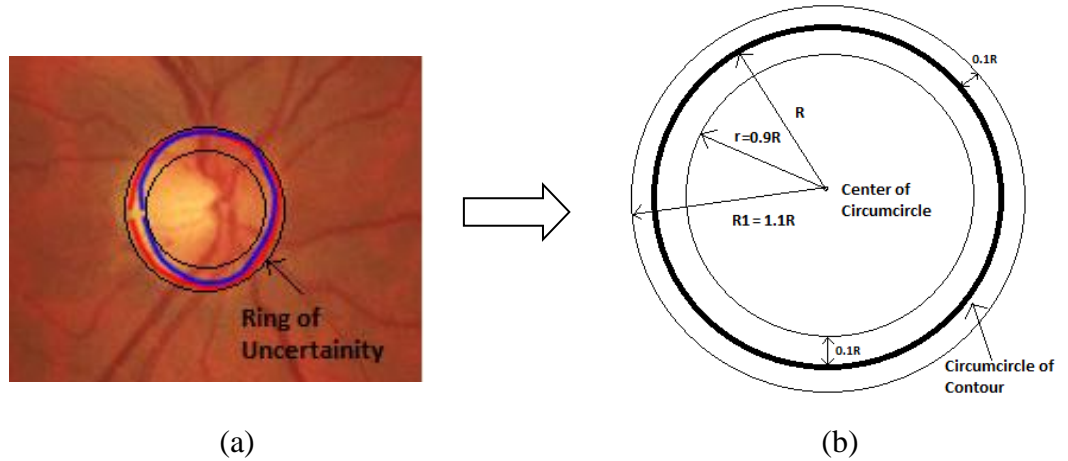 Ring of
Uncertainity
(a)
0.1R
R
r=0.9R
Center of
Circumcircle
R1 = 1.1R
0.1R
Circumcircle of
Contour
(b)